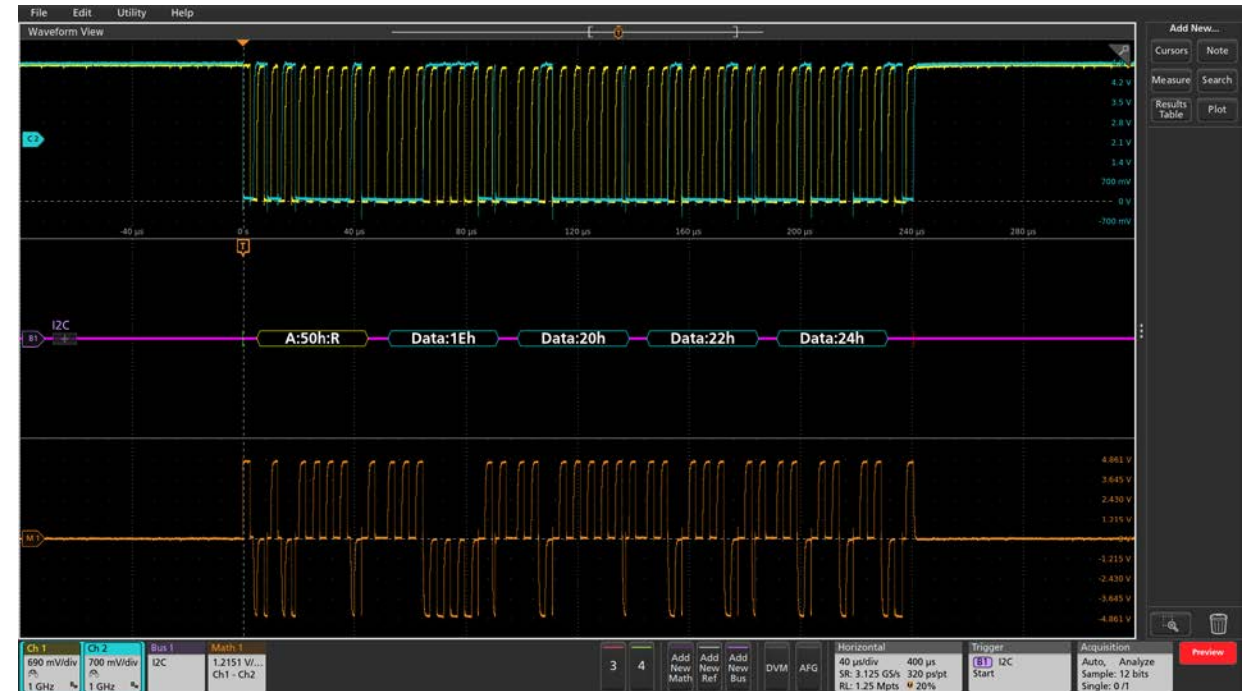 File Edit Utility Help
Waveform View
Add New...
Cursors Note
Measure Search
Results Table Plot
4.2 V
3.5 V
2.8 V
2.1 V
1.4 V
700 mV
0 V
-700 mV
C 2
-40 µs 0 s 40 µs 80 µs 120 µs 160 µs 200 µs 240 µs 280 µs
T
I2C
B1
A:50h:R Data:1Eh Data:20h Data:22h Data:24h
4.861 V
3.645 V
2.430 V
1.215 V
M 1
-1.215 V
-2.430 V
-3.645 V
-4.861 V
Ch 1
690 mV/div
1 GHz
Ch 2
700 mV/div
1 GHz
Bus 1
I2C
Math 1
1.2151 V/...
Ch1 - Ch2
3 4
Add New Math
Add New Ref
Add New Bus
DVM AFG
Horizontal
40 µs/div 400 µs
SR: 3.125 GS/s 320 ps/pt
RL: 1.25 Mpts 20%
Trigger
B1 I2C
Start
Acquisition
Auto, Analyze
Sample: 12 bits
Single: 0 /1
Preview